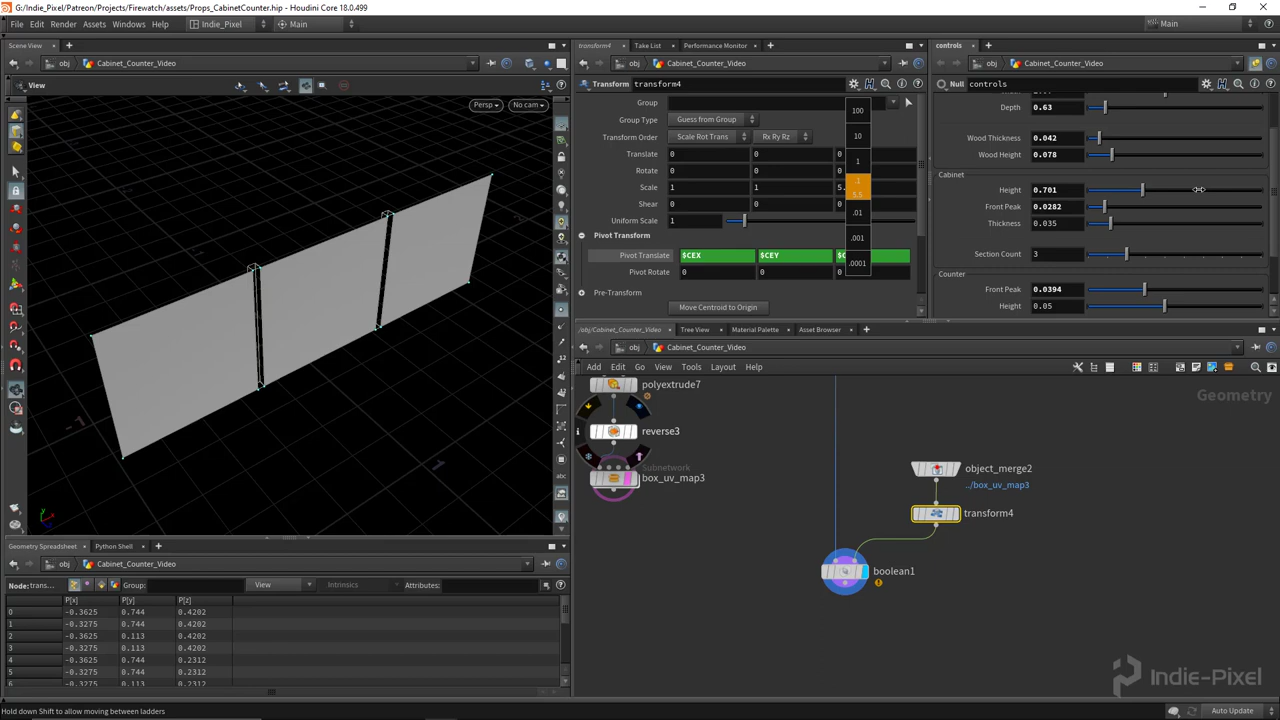 G:/Indie_Pixel/Patreon/Projects/Firewatch/assets/Props_CabinetCounter.hip - Houdini Core 18.0.499
File Edit Render Assets Windows Help Indie_Pixel Main Main
Scene View
obj Cabinet_Counter_Video
View
Persp No cam
transform4 Take List Performance Monitor
obj Cabinet_Counter_Video
Transform transform4
Group
Group Type Guess from Group
Transform Order Scale Rot Trans Rx Ry Rz
Translate 0 0 0
Rotate 0 0 0
Scale 1 1 5.
Shear 0 0 0
Uniform Scale 1
Pivot Transform
Pivot Translate $CEX $CEY $C
Pivot Rotate 0 0
Pre-Transform
Move Centroid to Origin
100
10
1
.1
5.5
.01
.001
.0001
controls
obj Cabinet_Counter_Video
Null controls
Depth 0.63
Wood Thickness 0.042
Wood Height 0.078
Cabinet
Height 0.701
Front Peak 0.0282
Thickness 0.035
Section Count 3
Counter
Front Peak 0.0394
Height 0.05
/obj/Cabinet_Counter_Video Tree View Material Palette Asset Browser
obj Cabinet_Counter_Video
Add Edit Go View Tools Layout Help
Geometry
polyextrude7
reverse3
Subnetwork
box_uv_map3
object_merge2
../box_uv_map3
transform4
boolean1
Indie-Pixel
Geometry Spreadsheet Python Shell
obj Cabinet_Counter_Video
Node: trans... Group: View Intrinsics Attributes:
P[x] P[y] P[z]
0 -0.3625 0.744 0.4202
1 -0.3275 0.744 0.4202
2 -0.3625 0.113 0.4202
3 -0.3275 0.113 0.4202
4 -0.3625 0.744 0.2312
5 -0.3275 0.744 0.2312
6 -0.3625 0.113 0.2312
Hold down Shift to allow moving between ladders
Auto Update